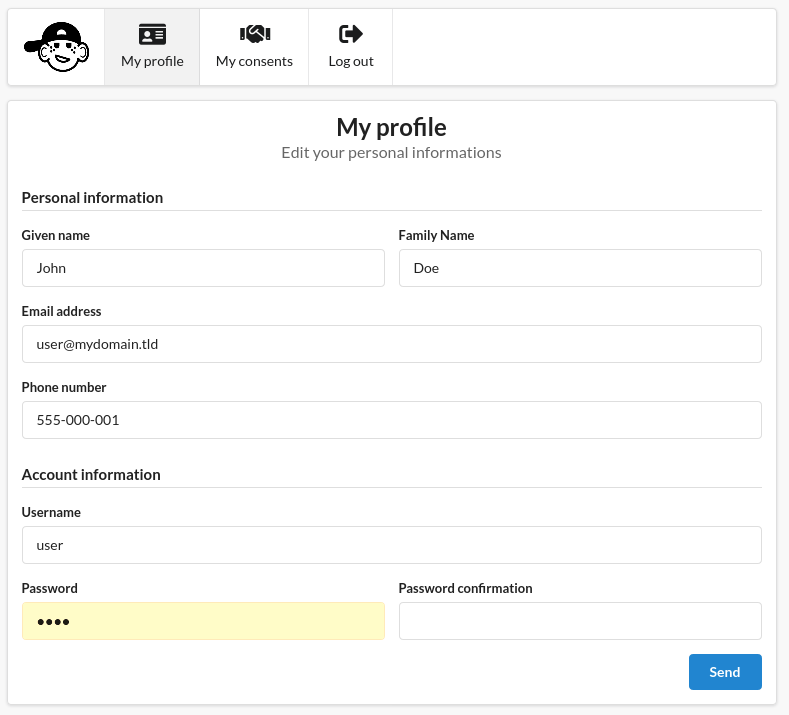 My profile
My consents
Log out
My profile
Edit your personal informations
Personal information
Given name
Family Name
John
Doe
Email address
user@mydomain.tld
Phone number
555-000-001
Account information
Username
user
Password
Password confirmation
••••
Send